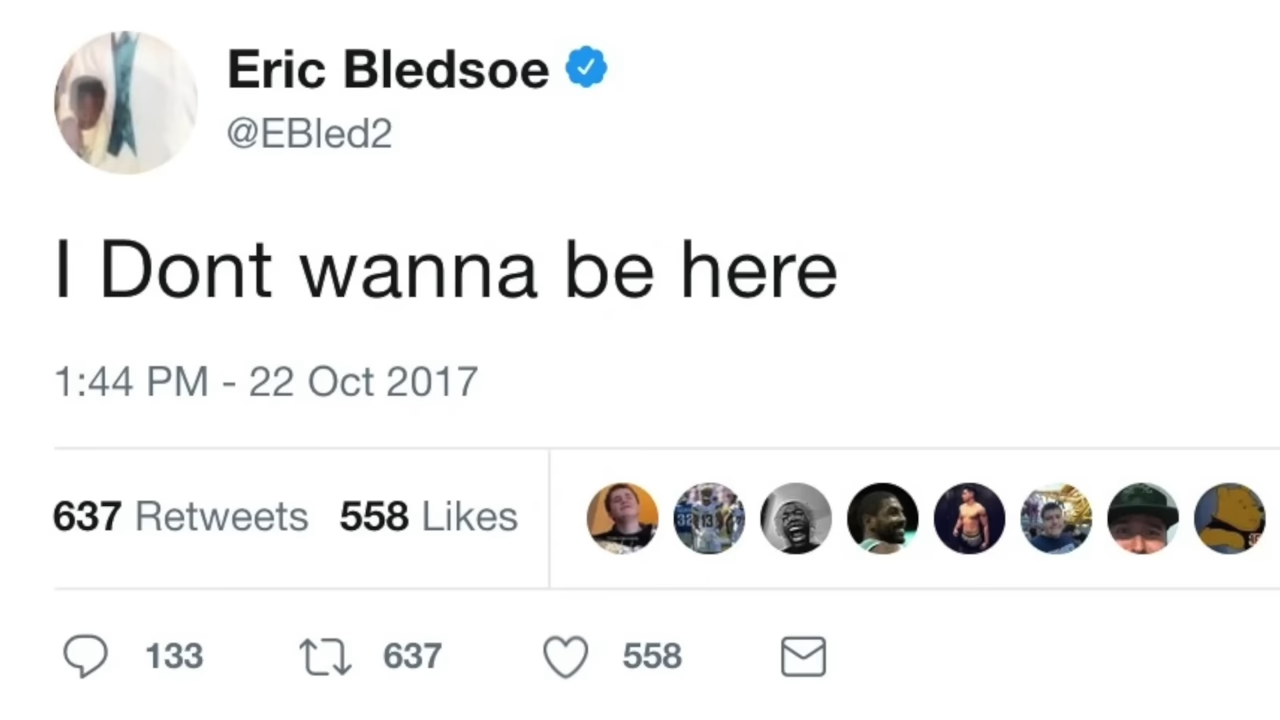 Eric Bledsoe
@EBled2
I Dont wanna be here
1:44 PM - 22 Oct 2017
637 Retweets 558 Likes
133 637 558